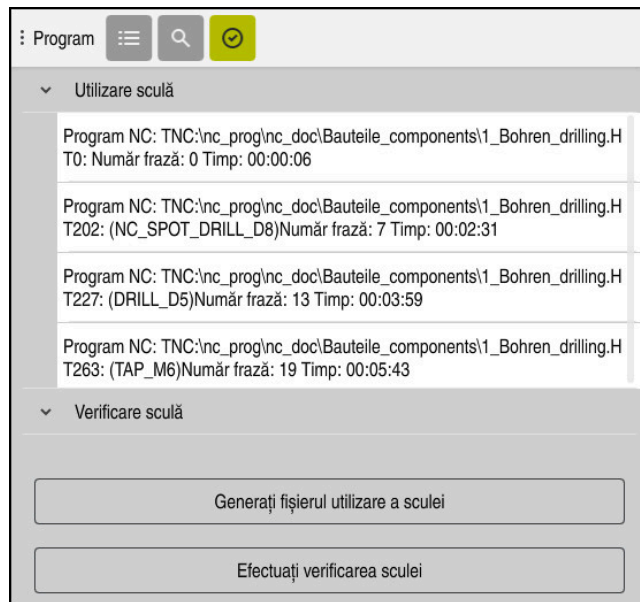 Program
Utilizare sculă
Program NC: TNC:\nc_prog\nc_doc\Bauteile_components\1_Bohren_drilling.H
T0: Număr frază: 0 Timp: 00:00:06
Program NC: TNC:\nc_prog\nc_doc\Bauteile_components\1_Bohren_drilling.H
T202: (NC_SPOT_DRILL_D8)Număr frază: 7 Timp: 00:02:31
Program NC: TNC:\nc_prog\nc_doc\Bauteile_components\1_Bohren_drilling.H
T227: (DRILL_D5)Număr frază: 13 Timp: 00:03:59
Program NC: TNC:\nc_prog\nc_doc\Bauteile_components\1_Bohren_drilling.H
T263: (TAP_M6)Număr frază: 19 Timp: 00:05:43
Verificare sculă
Generați fișierul utilizare a sculei
Efectuați verificarea sculei